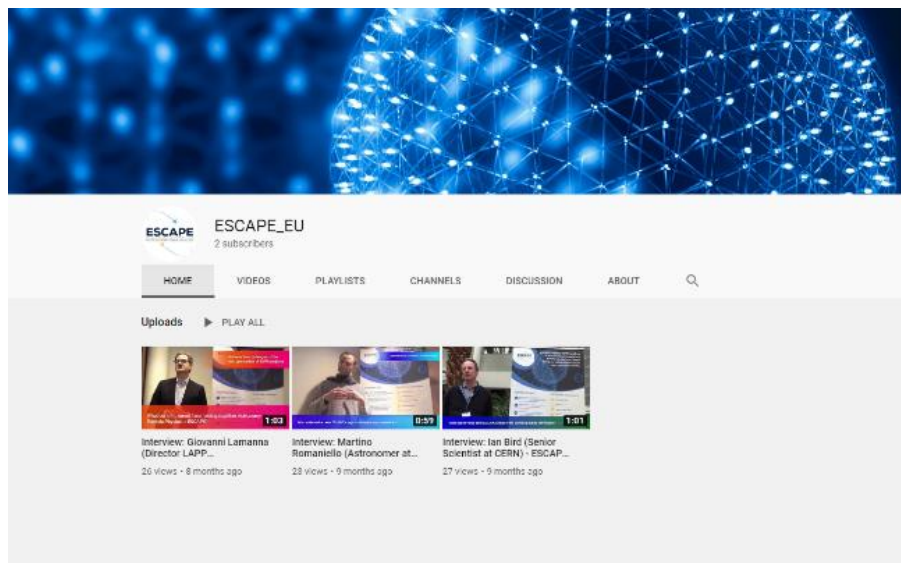 ESCAPE
ESCAPE_EU
2 subscribers
HOME VIDEOS PLAYLISTS CHANNELS DISCUSSION ABOUT
Uploads PLAY ALL
1:03 0:59 1:01
Interview: Giovanni Lamanna
(Director LAPP...
26 views • 8 months ago
Interview: Martino
Romaniello (Astronomer at...
23 views • 9 months ago
Interview: Ian Bird (Senior
Scientist at CERN) - ESCAP...
27 views • 9 months ago